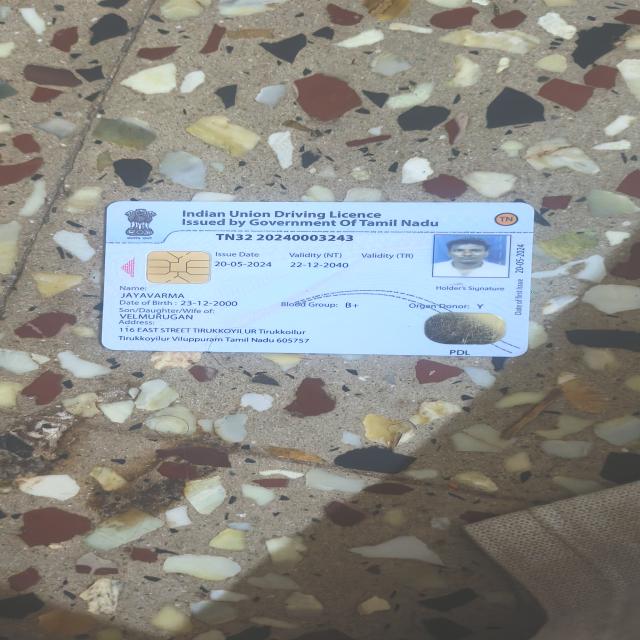 Indian Union Driving Licence
Issued by Government Of Tamil Nadu
TN
TN32 20240003243
Issue Date Validity (NT) Validity (TR)
20-05-2024 22-12-2040
Holder's Signature
Date of first Issue 20-05-2024
Name:
JAYAVARMA
Date of Birth: 23-12-2000 Blood Group: B+ Organ Donor: Y
Son/Daughter/Wife of:
VELMURUGAN
Address:
116 EAST STREET TIRUKKOYIL UR Tirukkoilur
Tirukkoyilur Viluppuram Tamil Nadu 605757
PDL